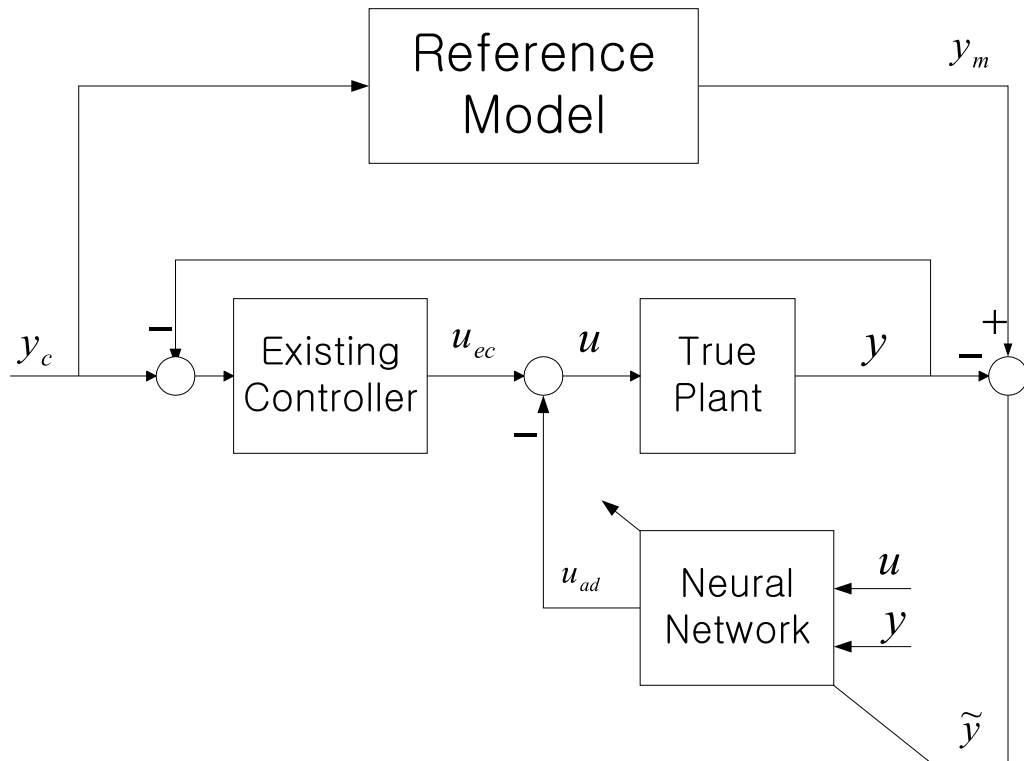 Reference
Model
y_m
−
y_c
Existing
Controller
u_ec
u
True
Plant
y
+
−
−
u_ad
Neural
Network
u
y
ỹ